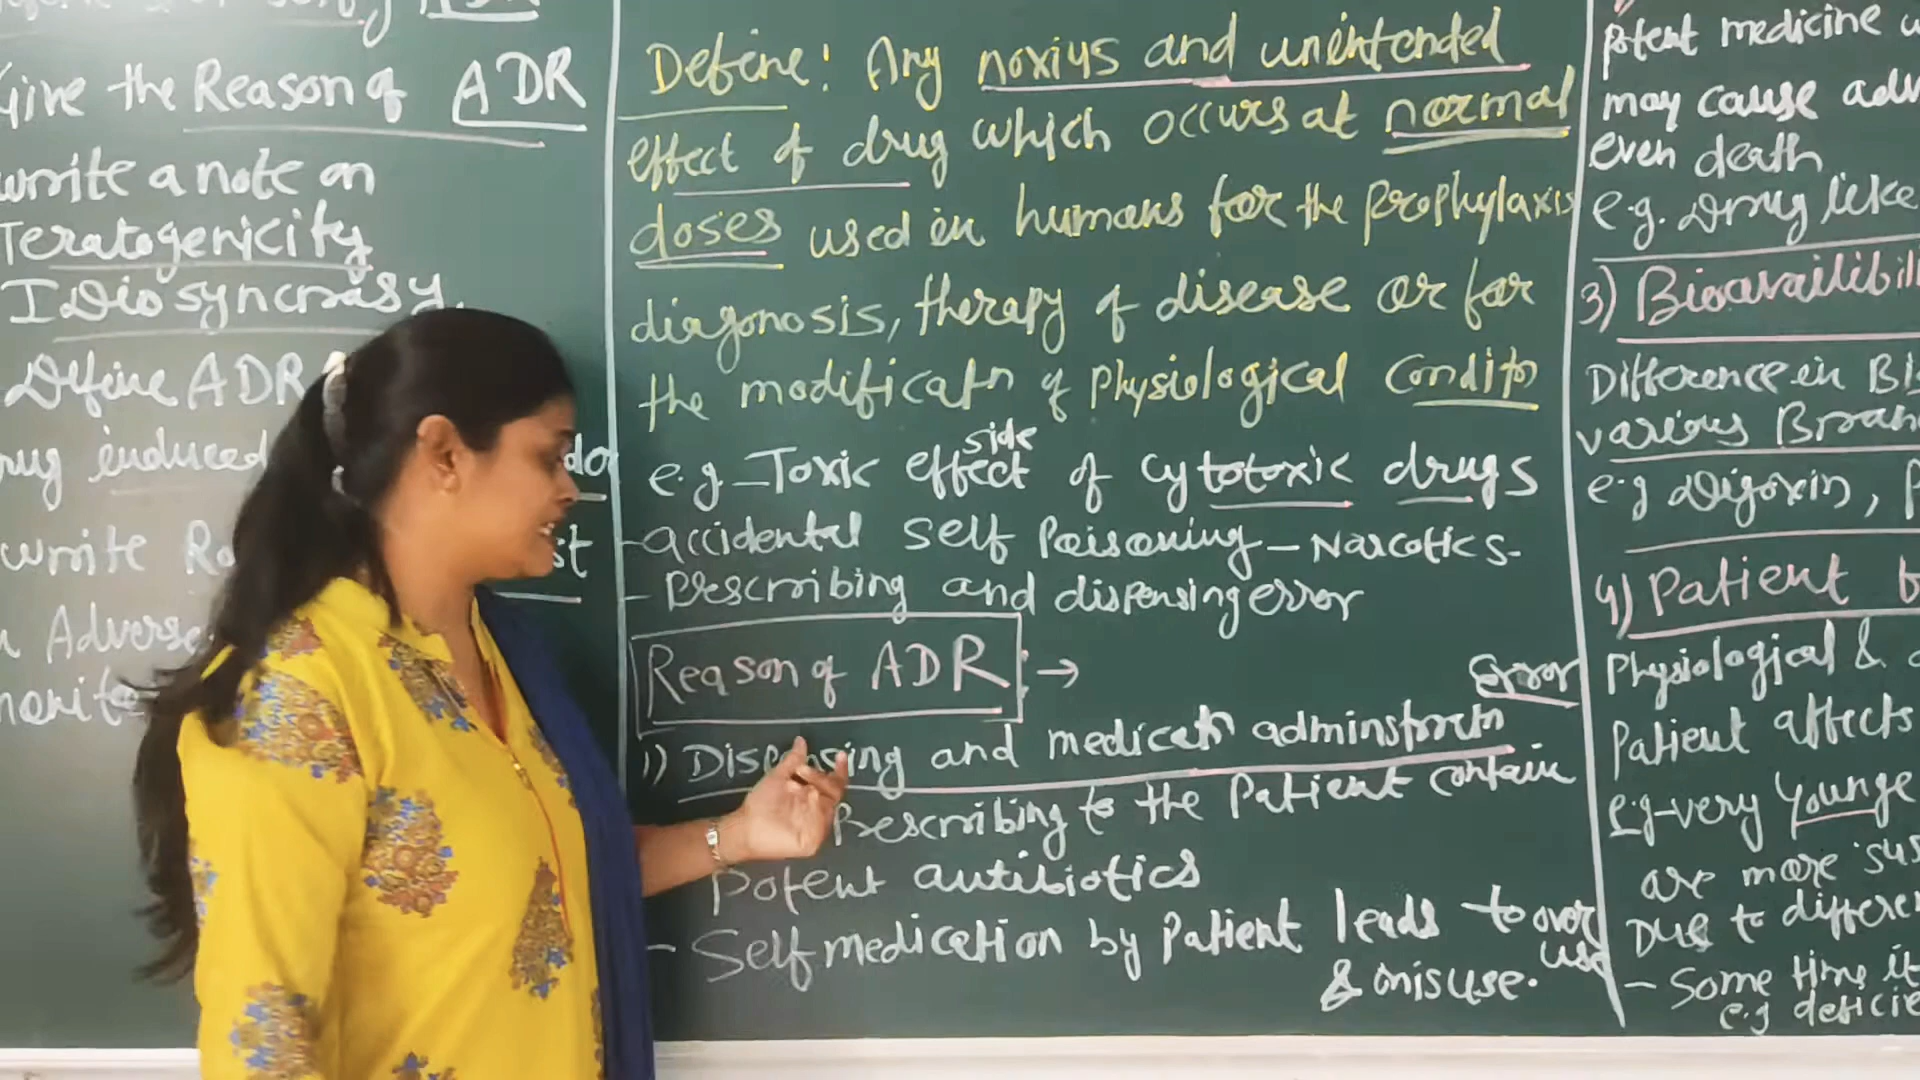 Give the Reason of ADR
write a note on
Teratogenicity
IDiosyncrasy.
Define ADR
induced
write
Adverse
Define: Any noxius and unintended
effect of drug which occurs at normal
doses used in humans for the prophylaxis
diagonosis, therapy of disease or for
the modificatn of Physiological Conditn
side
e.g - Toxic effect of cytotoxic drugs
- accidental self Poisoning - Narcotics -
- Prescribing and dispensing error
Reason of ADR : →
Error
1) Dispensing and medicatn adminstratn
Prescribing to the Patient contain
Potent antibiotics
- Self medication by Patient leads to over
use
& misuse.
potent medicine
may cause adv
even death
e.g. Drug like
3) Bioavailibili
Difference in Bi
various Bran
e.g Digoxin, P
4) Patient
Physiological &
Patient affects
e.g - very younge
are more sus
Due to differen
- Some time it
e.g deficie